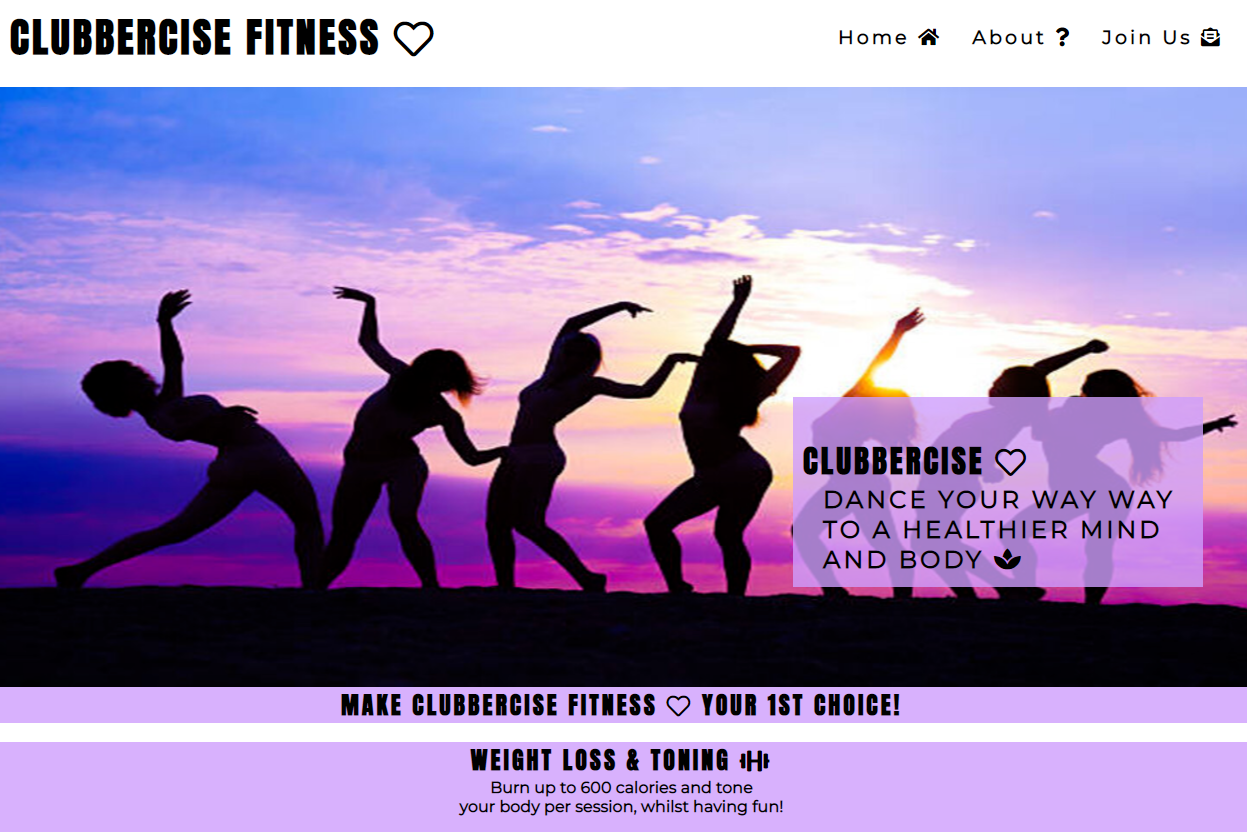 CLUBBERCISE FITNESS
Home About Join Us
CLUBBERCISE
DANCE YOUR WAY WAY
TO A HEALTHIER MIND
AND BODY
MAKE CLUBBERCISE FITNESS YOUR 1ST CHOICE!
WEIGHT LOSS & TONING
Burn up to 600 calories and tone
your body per session, whilst having fun!